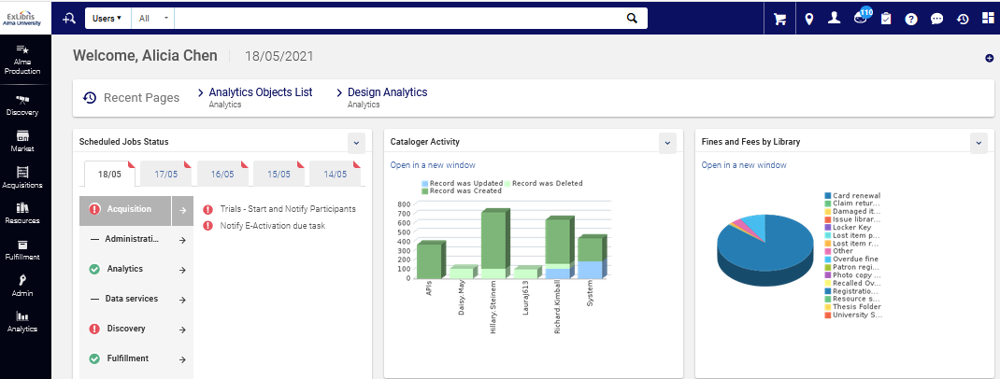 ExLibris
Alma University
Users
All
110
Alma
Production
Discovery
Market
Acquisitions
Resources
Fulfillment
Admin
Analytics
Welcome, Alicia Chen
18/05/2021
Recent Pages
Analytics Objects List
Analytics
Design Analytics
Analytics
Scheduled Jobs Status
18/05
17/05
16/05
15/05
14/05
Acquisition
Administrati...
Analytics
Data services
Discovery
Fulfillment
Trials - Start and Notify Participants
Notify E-Activation due task
Cataloger Activity
Open in a new window
Record was Updated
Record was Deleted
Record was Created
800
700
600
500
400
300
200
100
0
APIs
Daisy.May
Hillary.Steinem
Lauraj613
Richard.Kimball
System
Fines and Fees by Library
Open in a new window
Card renewal
Claim retur...
Damaged it...
Issue librar...
Locker Key
Lost item p...
Lost item r...
Other
Overdue fine
Patron regi...
Photo copy ...
Recalled Ov...
Registratio...
Resource s...
Thesis Folder
University S...